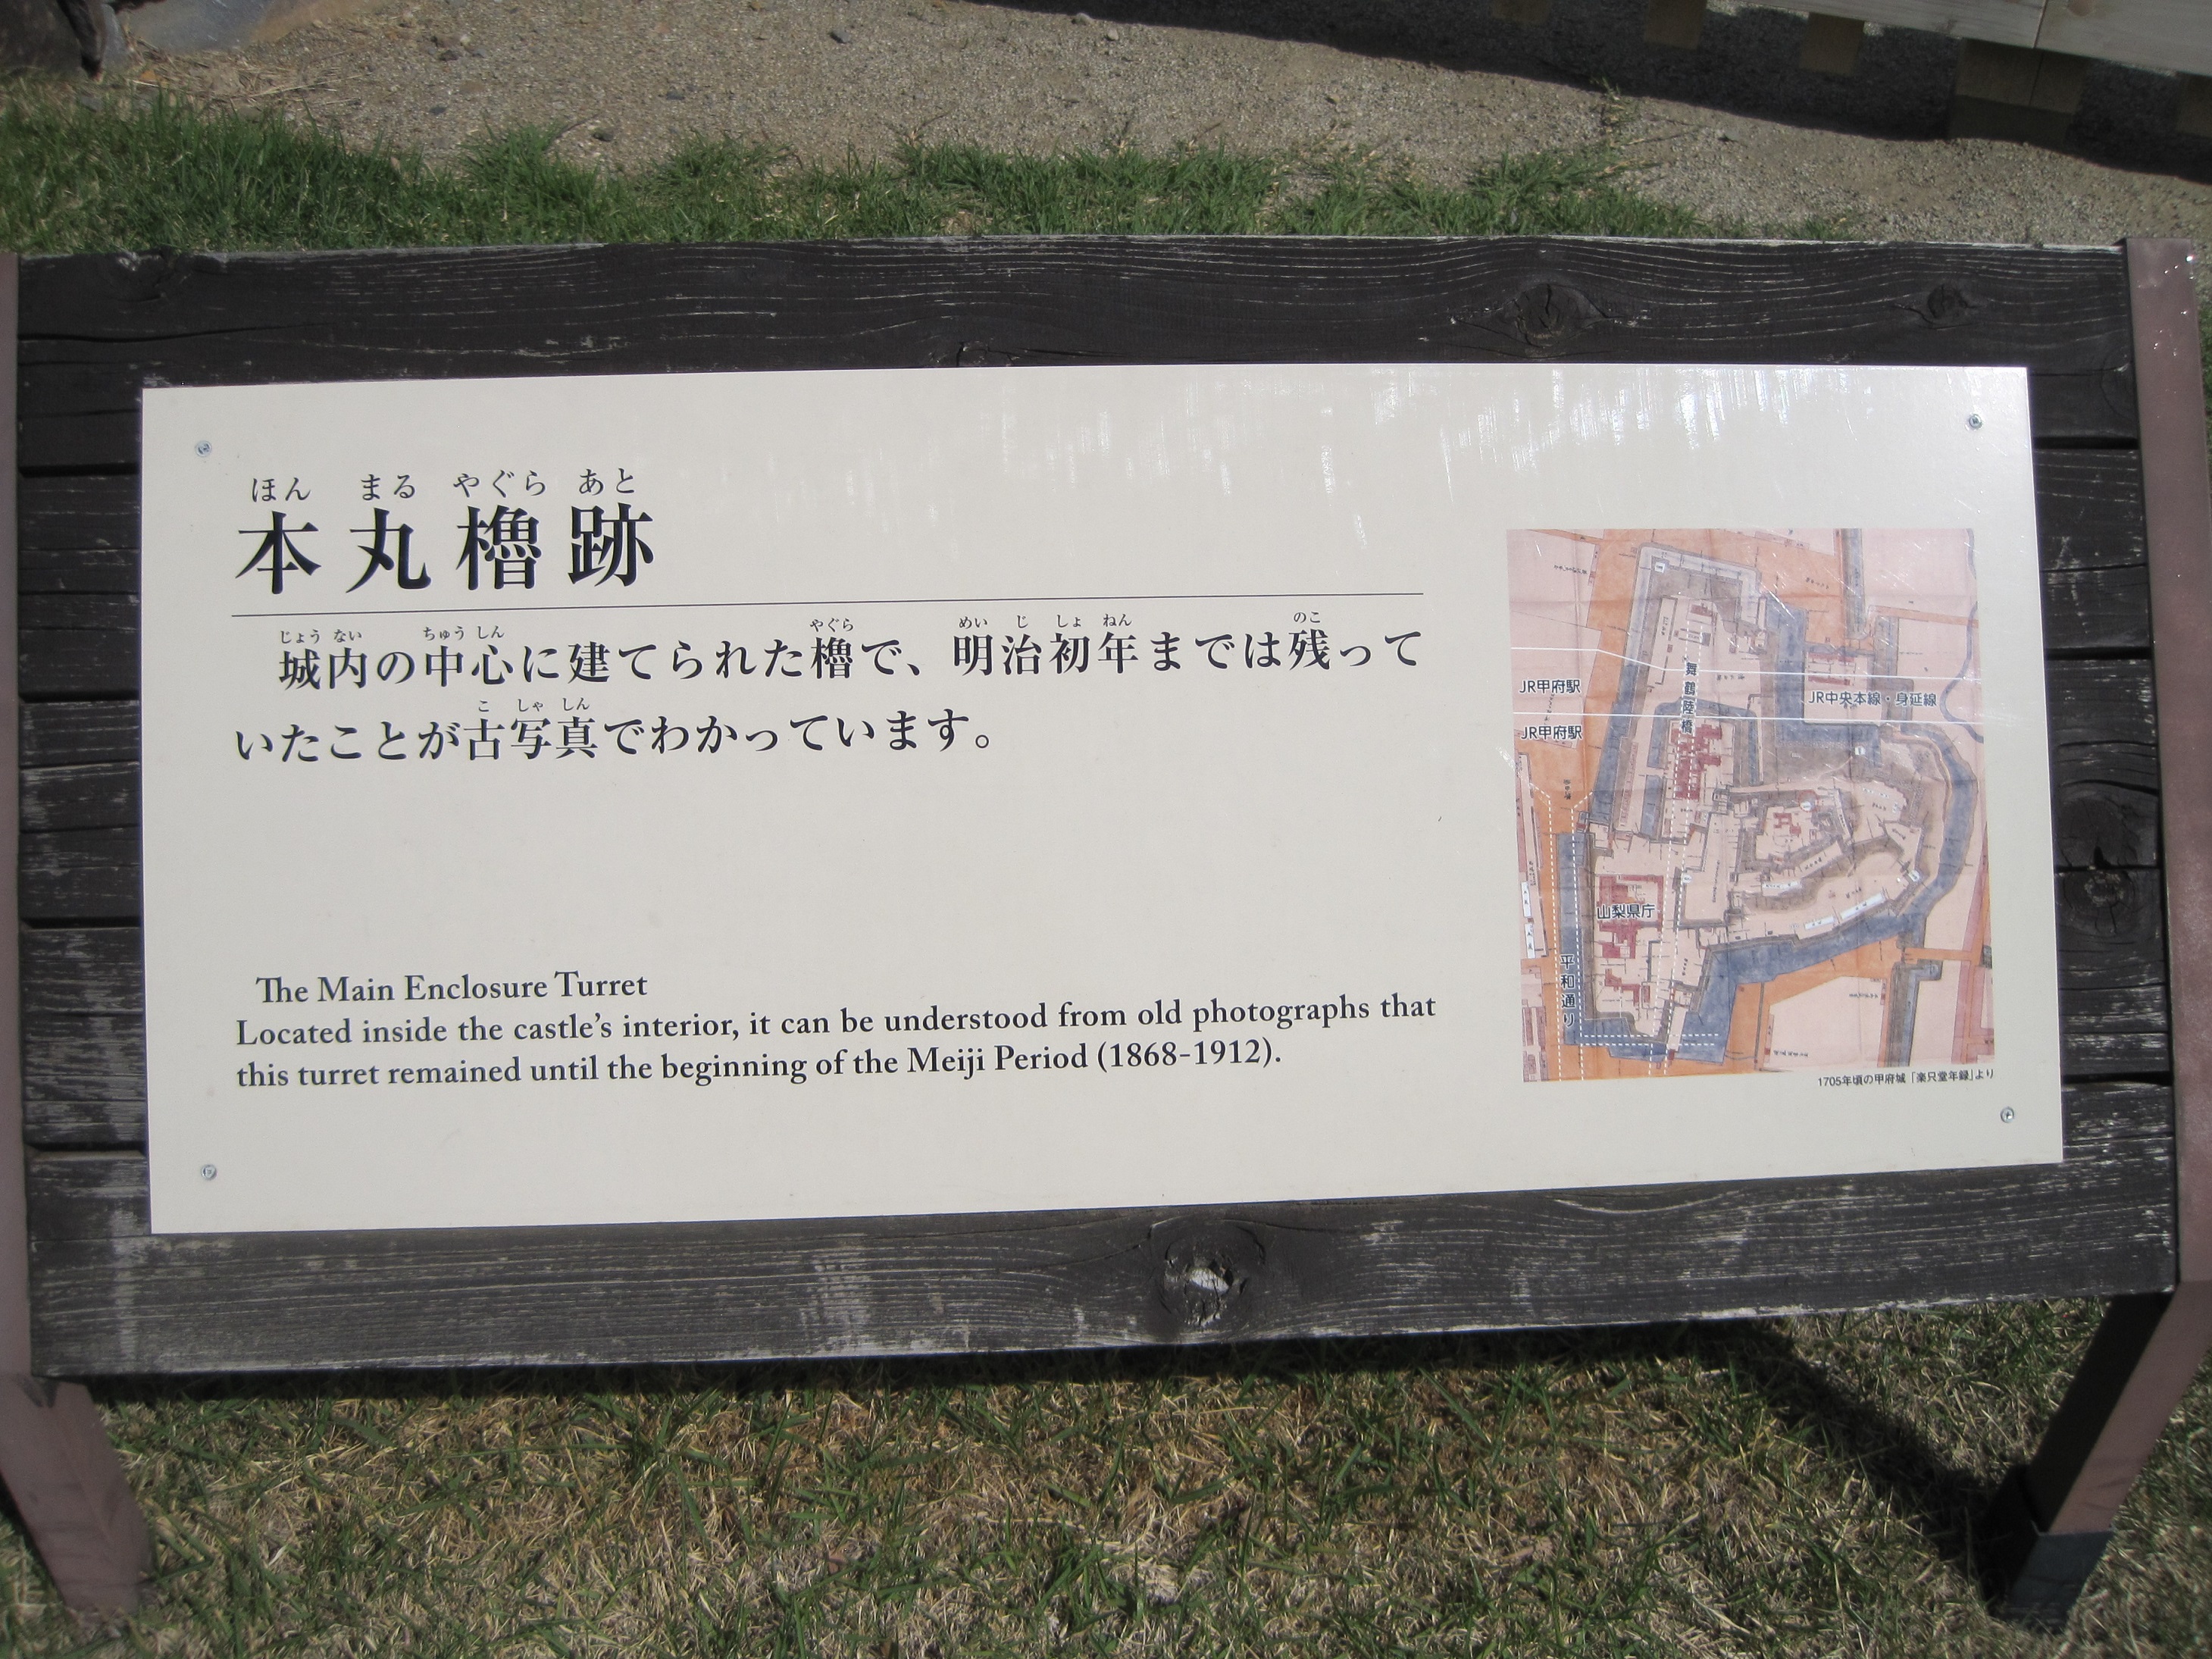 ほん まる やぐら あと
本丸櫓跡
じょう ない ちゅう しん やぐら めい じ しょ ねん のこ
城内の中心に建てられた櫓で、明治初年までは残って
こ しゃ しん
いたことが古写真でわかっています。
The Main Enclosure Turret
Located inside the castle's interior, it can be understood from old photographs that
this turret remained until the beginning of the Meiji Period (1868-1912).
舞鶴陸橋
JR甲府駅
JR中央本線・身延線
JR甲府駅
山梨県庁
平和通り
1705年頃の甲府城「楽只堂年録」より